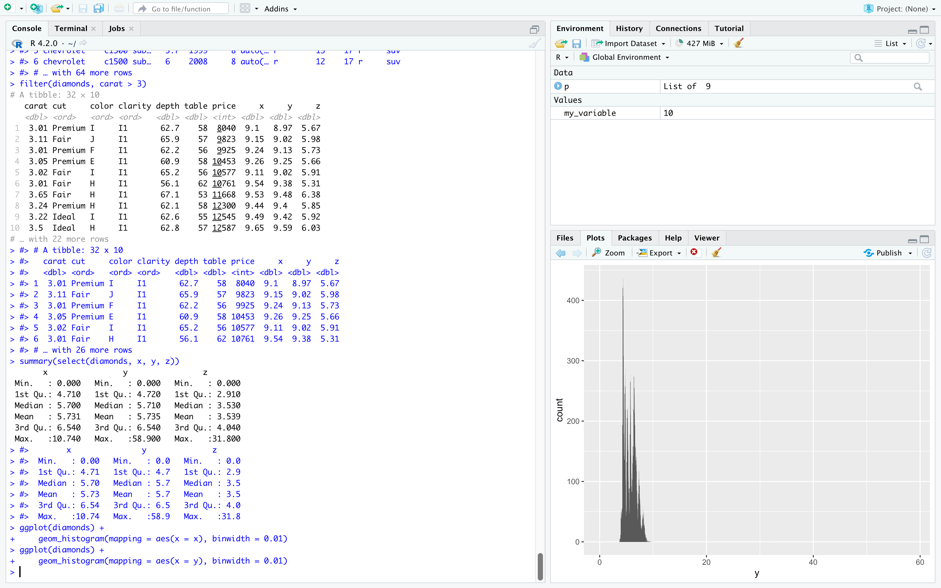 Go to file/function
Addins
Project: (None)
Console Terminal × Jobs ×
R 4.2.0 · ~/
> #> 5 chevrolet c1500 sub… 5.7 1999 8 auto(… r 13 17 r suv
> #> 6 chevrolet c1500 sub… 6 2008 8 auto(… r 12 17 r suv
> #> # … with 64 more rows
> filter(diamonds, carat > 3)
# A tibble: 32 × 10
carat cut color clarity depth table price x y z
<dbl> <ord> <ord> <ord> <dbl> <dbl> <int> <dbl> <dbl> <dbl>
1 3.01 Premium I I1 62.7 58 8040 9.1 8.97 5.67
2 3.11 Fair J I1 65.9 57 9823 9.15 9.02 5.98
3 3.01 Premium F I1 62.2 56 9925 9.24 9.13 5.73
4 3.05 Premium E I1 60.9 58 10453 9.26 9.25 5.66
5 3.02 Fair I I1 65.2 56 10577 9.11 9.02 5.91
6 3.01 Fair H I1 56.1 62 10761 9.54 9.38 5.31
7 3.65 Fair H I1 67.1 53 11668 9.53 9.48 6.38
8 3.24 Premium H I1 62.1 58 12300 9.44 9.4 5.85
9 3.22 Ideal I I1 62.6 55 12545 9.49 9.42 5.92
10 3.5 Ideal H I1 62.8 57 12587 9.65 9.59 6.03
# … with 22 more rows
> #> # A tibble: 32 x 10
> #> carat cut color clarity depth table price x y z
> #> <dbl> <ord> <ord> <ord> <dbl> <dbl> <int> <dbl> <dbl> <dbl>
> #> 1 3.01 Premium I I1 62.7 58 8040 9.1 8.97 5.67
> #> 2 3.11 Fair J I1 65.9 57 9823 9.15 9.02 5.98
> #> 3 3.01 Premium F I1 62.2 56 9925 9.24 9.13 5.73
> #> 4 3.05 Premium E I1 60.9 58 10453 9.26 9.25 5.66
> #> 5 3.02 Fair I I1 65.2 56 10577 9.11 9.02 5.91
> #> 6 3.01 Fair H I1 56.1 62 10761 9.54 9.38 5.31
> #> # … with 26 more rows
> summary(select(diamonds, x, y, z))
x y z
Min. : 0.000 Min. : 0.000 Min. : 0.000
1st Qu.: 4.710 1st Qu.: 4.720 1st Qu.: 2.910
Median : 5.700 Median : 5.710 Median : 3.530
Mean : 5.731 Mean : 5.735 Mean : 3.539
3rd Qu.: 6.540 3rd Qu.: 6.540 3rd Qu.: 4.040
Max. :10.740 Max. :58.900 Max. :31.800
> #> x y z
> #> Min. : 0.00 Min. : 0.0 Min. : 0.0
> #> 1st Qu.: 4.71 1st Qu.: 4.7 1st Qu.: 2.9
> #> Median : 5.70 Median : 5.7 Median : 3.5
> #> Mean : 5.73 Mean : 5.7 Mean : 3.5
> #> 3rd Qu.: 6.54 3rd Qu.: 6.5 3rd Qu.: 4.0
> #> Max. :10.74 Max. :58.9 Max. :31.8
> ggplot(diamonds) +
+ geom_histogram(mapping = aes(x = x), binwidth = 0.01)
> ggplot(diamonds) +
+ geom_histogram(mapping = aes(x = y), binwidth = 0.01)
>
Environment History Connections Tutorial
Import Dataset 427 MiB List
R Global Environment
Data
p List of 9
Values
my_variable 10
Files Plots Packages Help Viewer
Zoom Export Publish
400
300
200
100
0
count
0 20 40 60
y